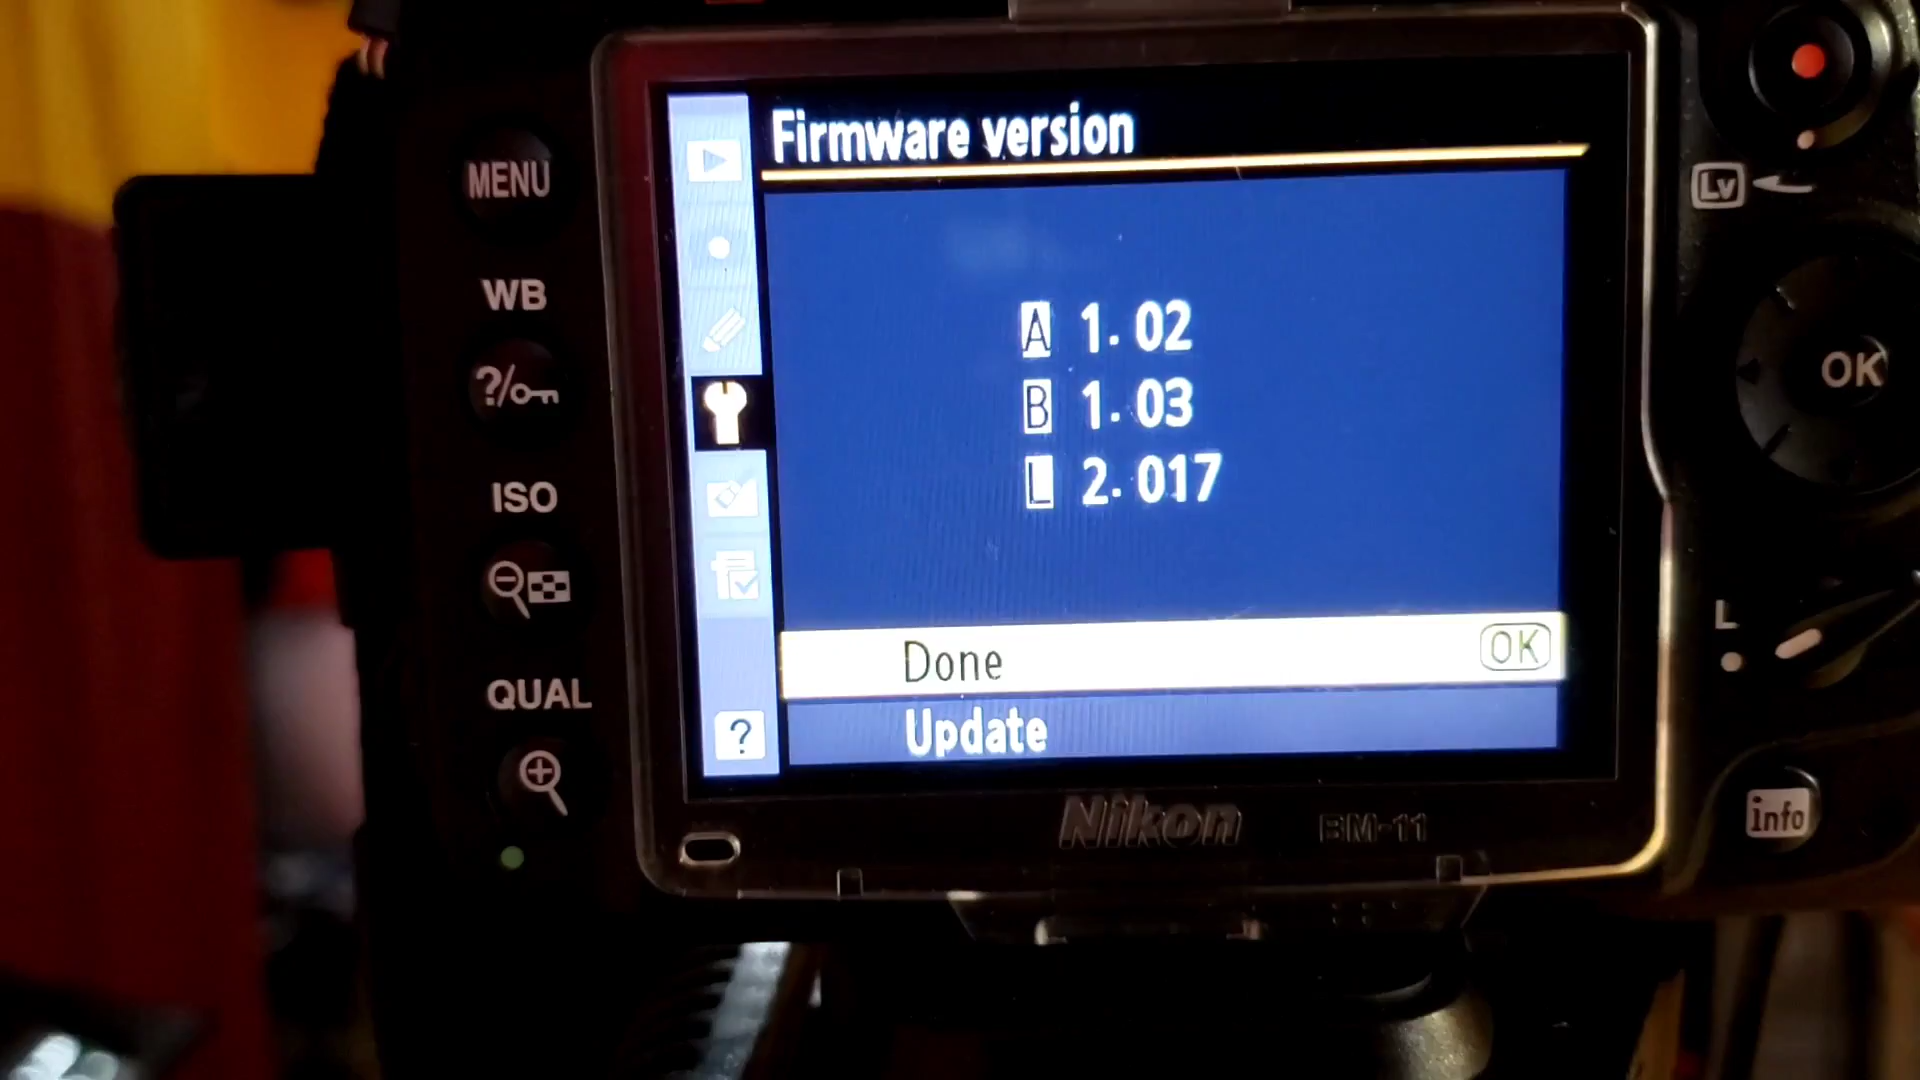 Firmware version
A 1.02
B 1.03
L 2.017
Done OK
Update
?
MENU
WB
?/
ISO
QUAL
Nikon BM-11
Lv
OK
L
info